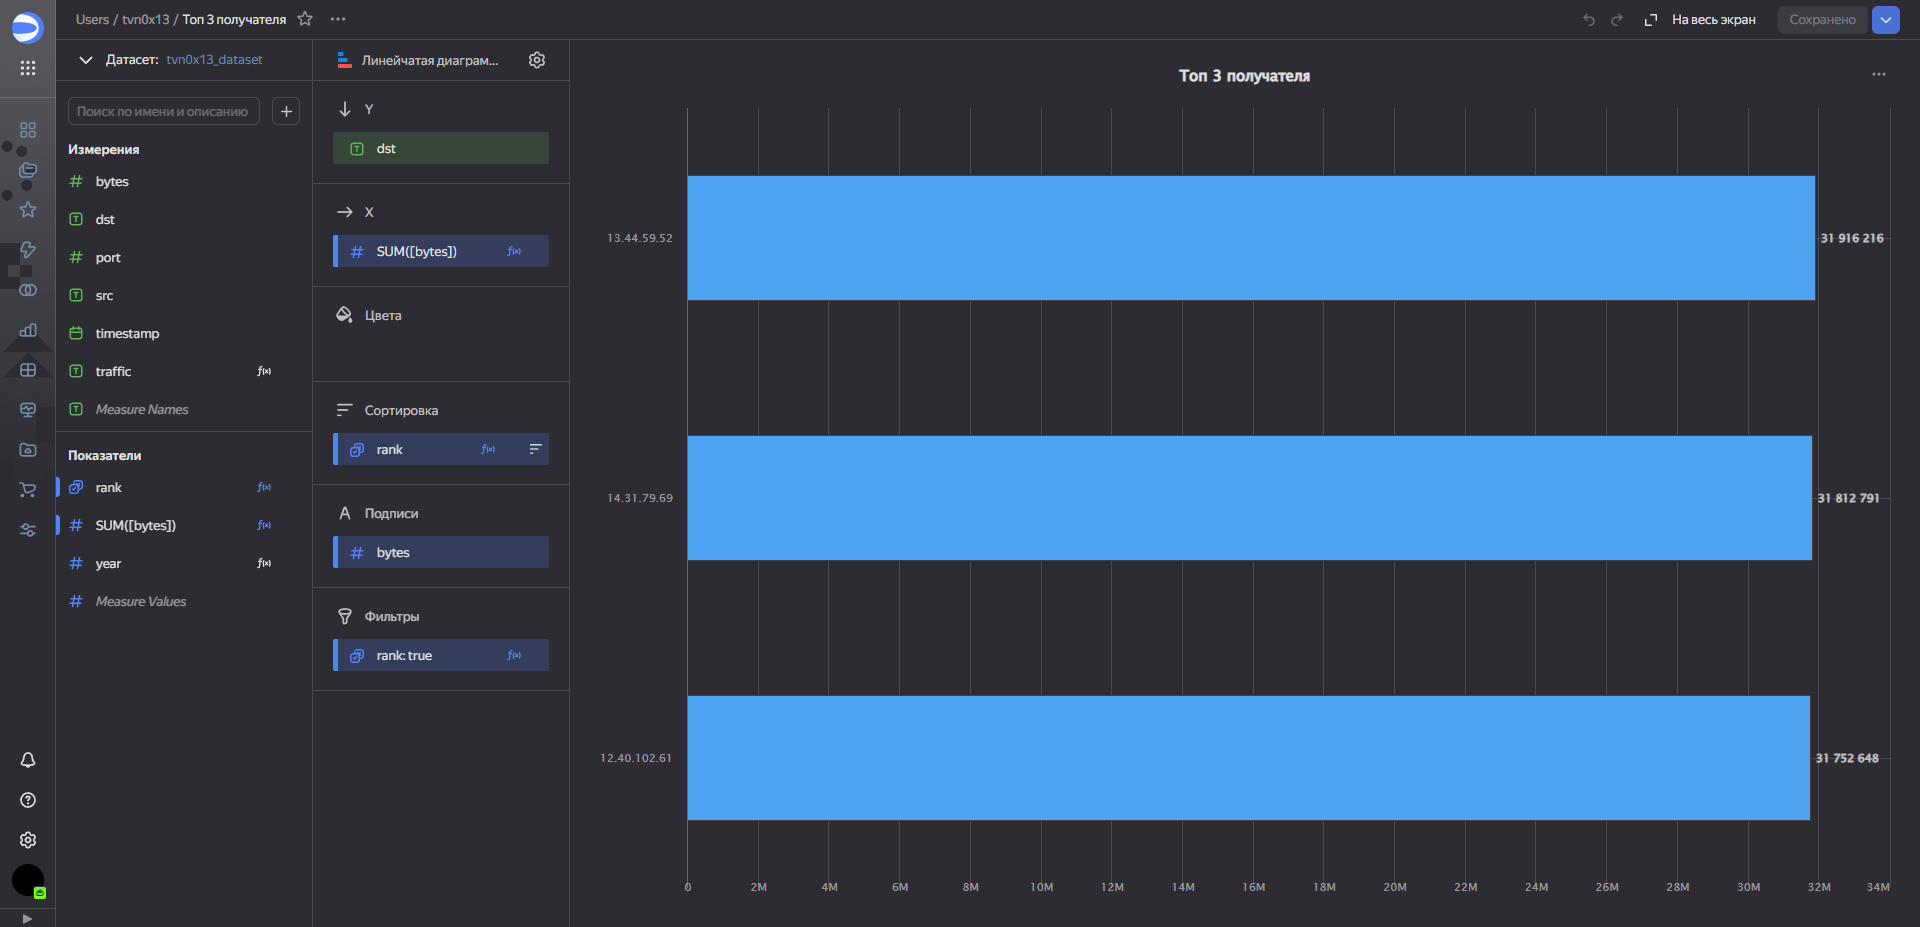 Users / tvn0x13 / Топ 3 получателя
На весь экран
Сохранено
Датасет: tvn0x13_dataset
Поиск по имени и описанию
Измерения
bytes
dst
port
src
timestamp
traffic
Measure Names
Показатели
rank
SUM([bytes])
year
Measure Values
Линейчатая диаграм...
Y
dst
X
SUM([bytes])
Цвета
Сортировка
rank
Подписи
bytes
Фильтры
rank: true
Топ 3 получателя
13.44.59.52
31 916 216
14.31.79.69
31 812 791
12.40.102.61
31 752 648
0 2M 4M 6M 8M 10M 12M 14M 16M 18M 20M 22M 24M 26M 28M 30M 32M 34M